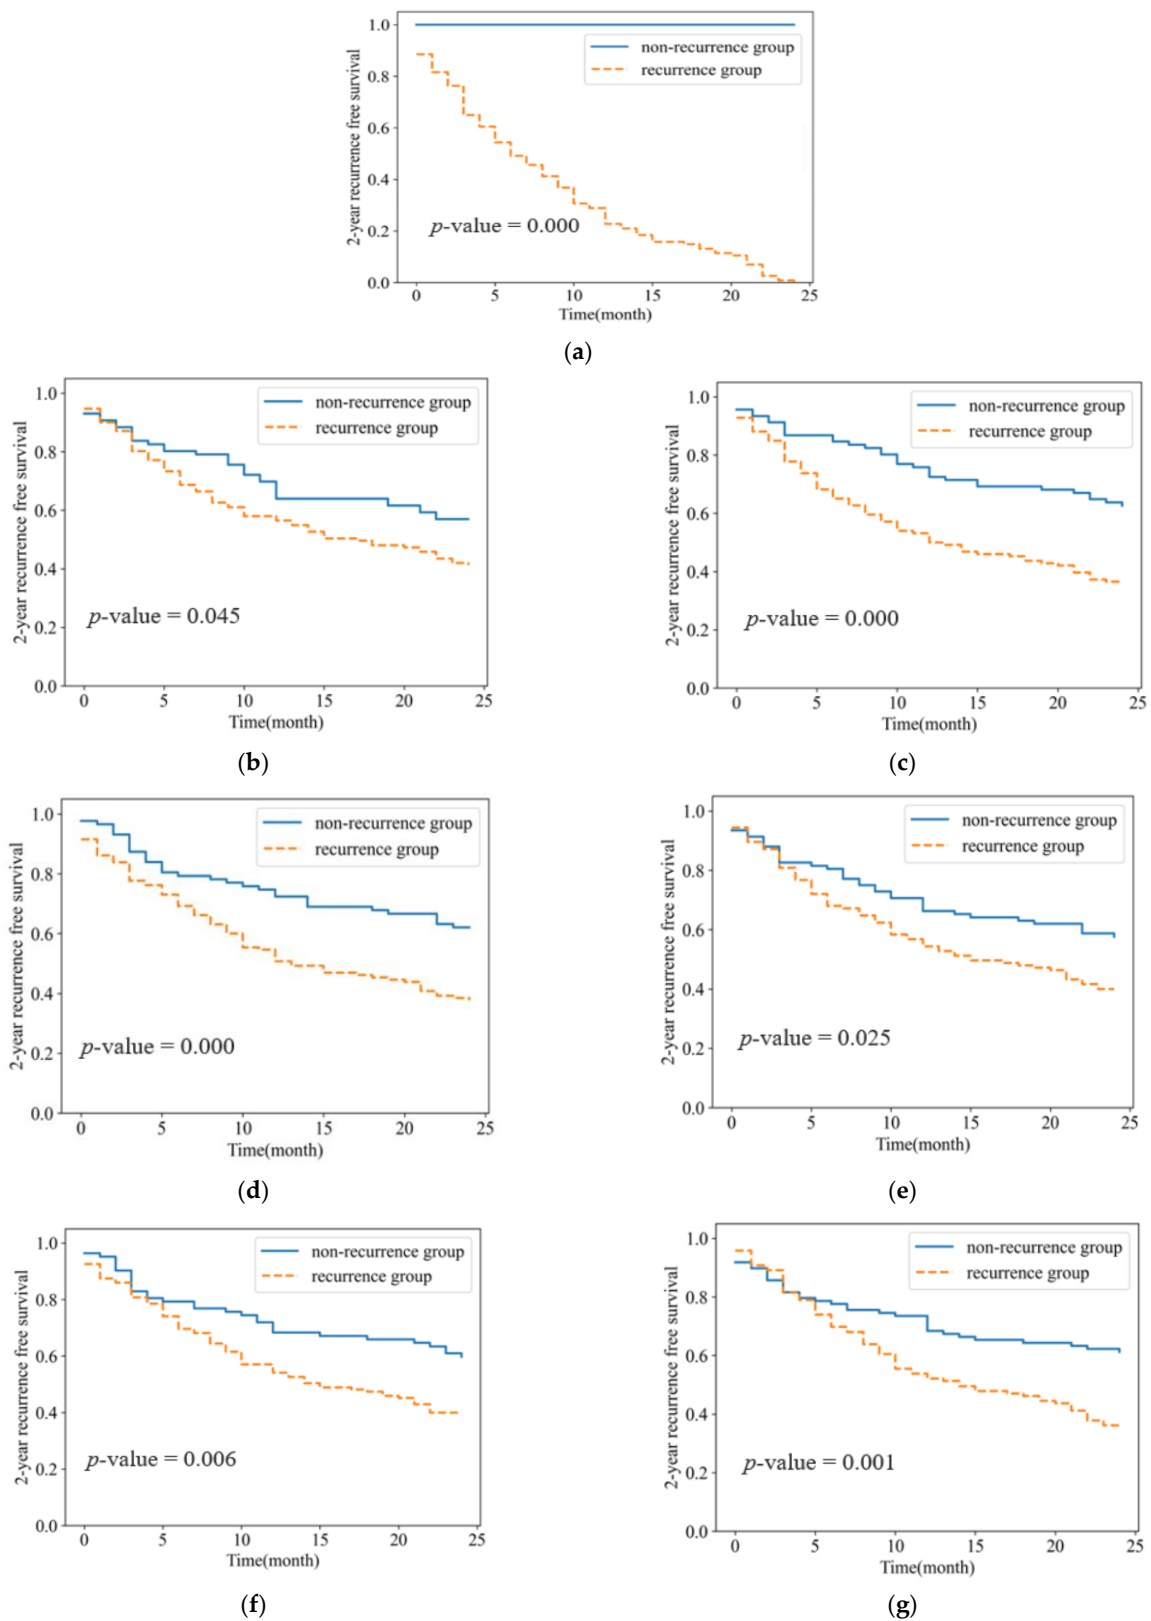 1.0
0.8
0.6
0.4
0.2
0.0
2-year recurrence free survival
non-recurrence group
recurrence group
p-value = 0.000
0 5 10 15 20 25
Time(month)
(a)
1.0
0.8
0.6
0.4
0.2
0.0
2-year recurrence free survival
non-recurrence group
recurrence group
p-value = 0.045
0 5 10 15 20 25
Time(month)
(b)
1.0
0.8
0.6
0.4
0.2
0.0
2-year recurrence free survival
non-recurrence group
recurrence group
p-value = 0.000
0 5 10 15 20 25
Time(month)
(c)
1.0
0.8
0.6
0.4
0.2
0.0
2-year recurrence free survival
non-recurrence group
recurrence group
p-value = 0.000
0 5 10 15 20 25
Time(month)
(d)
1.0
0.8
0.6
0.4
0.2
0.0
2-year recurrence free survival
non-recurrence group
recurrence group
p-value = 0.025
0 5 10 15 20 25
Time(month)
(e)
1.0
0.8
0.6
0.4
0.2
0.0
2-year recurrence free survival
non-recurrence group
recurrence group
p-value = 0.006
0 5 10 15 20 25
Time(month)
(f)
1.0
0.8
0.6
0.4
0.2
0.0
2-year recurrence free survival
non-recurrence group
recurrence group
p-value = 0.001
0 5 10 15 20 25
Time(month)
(g)